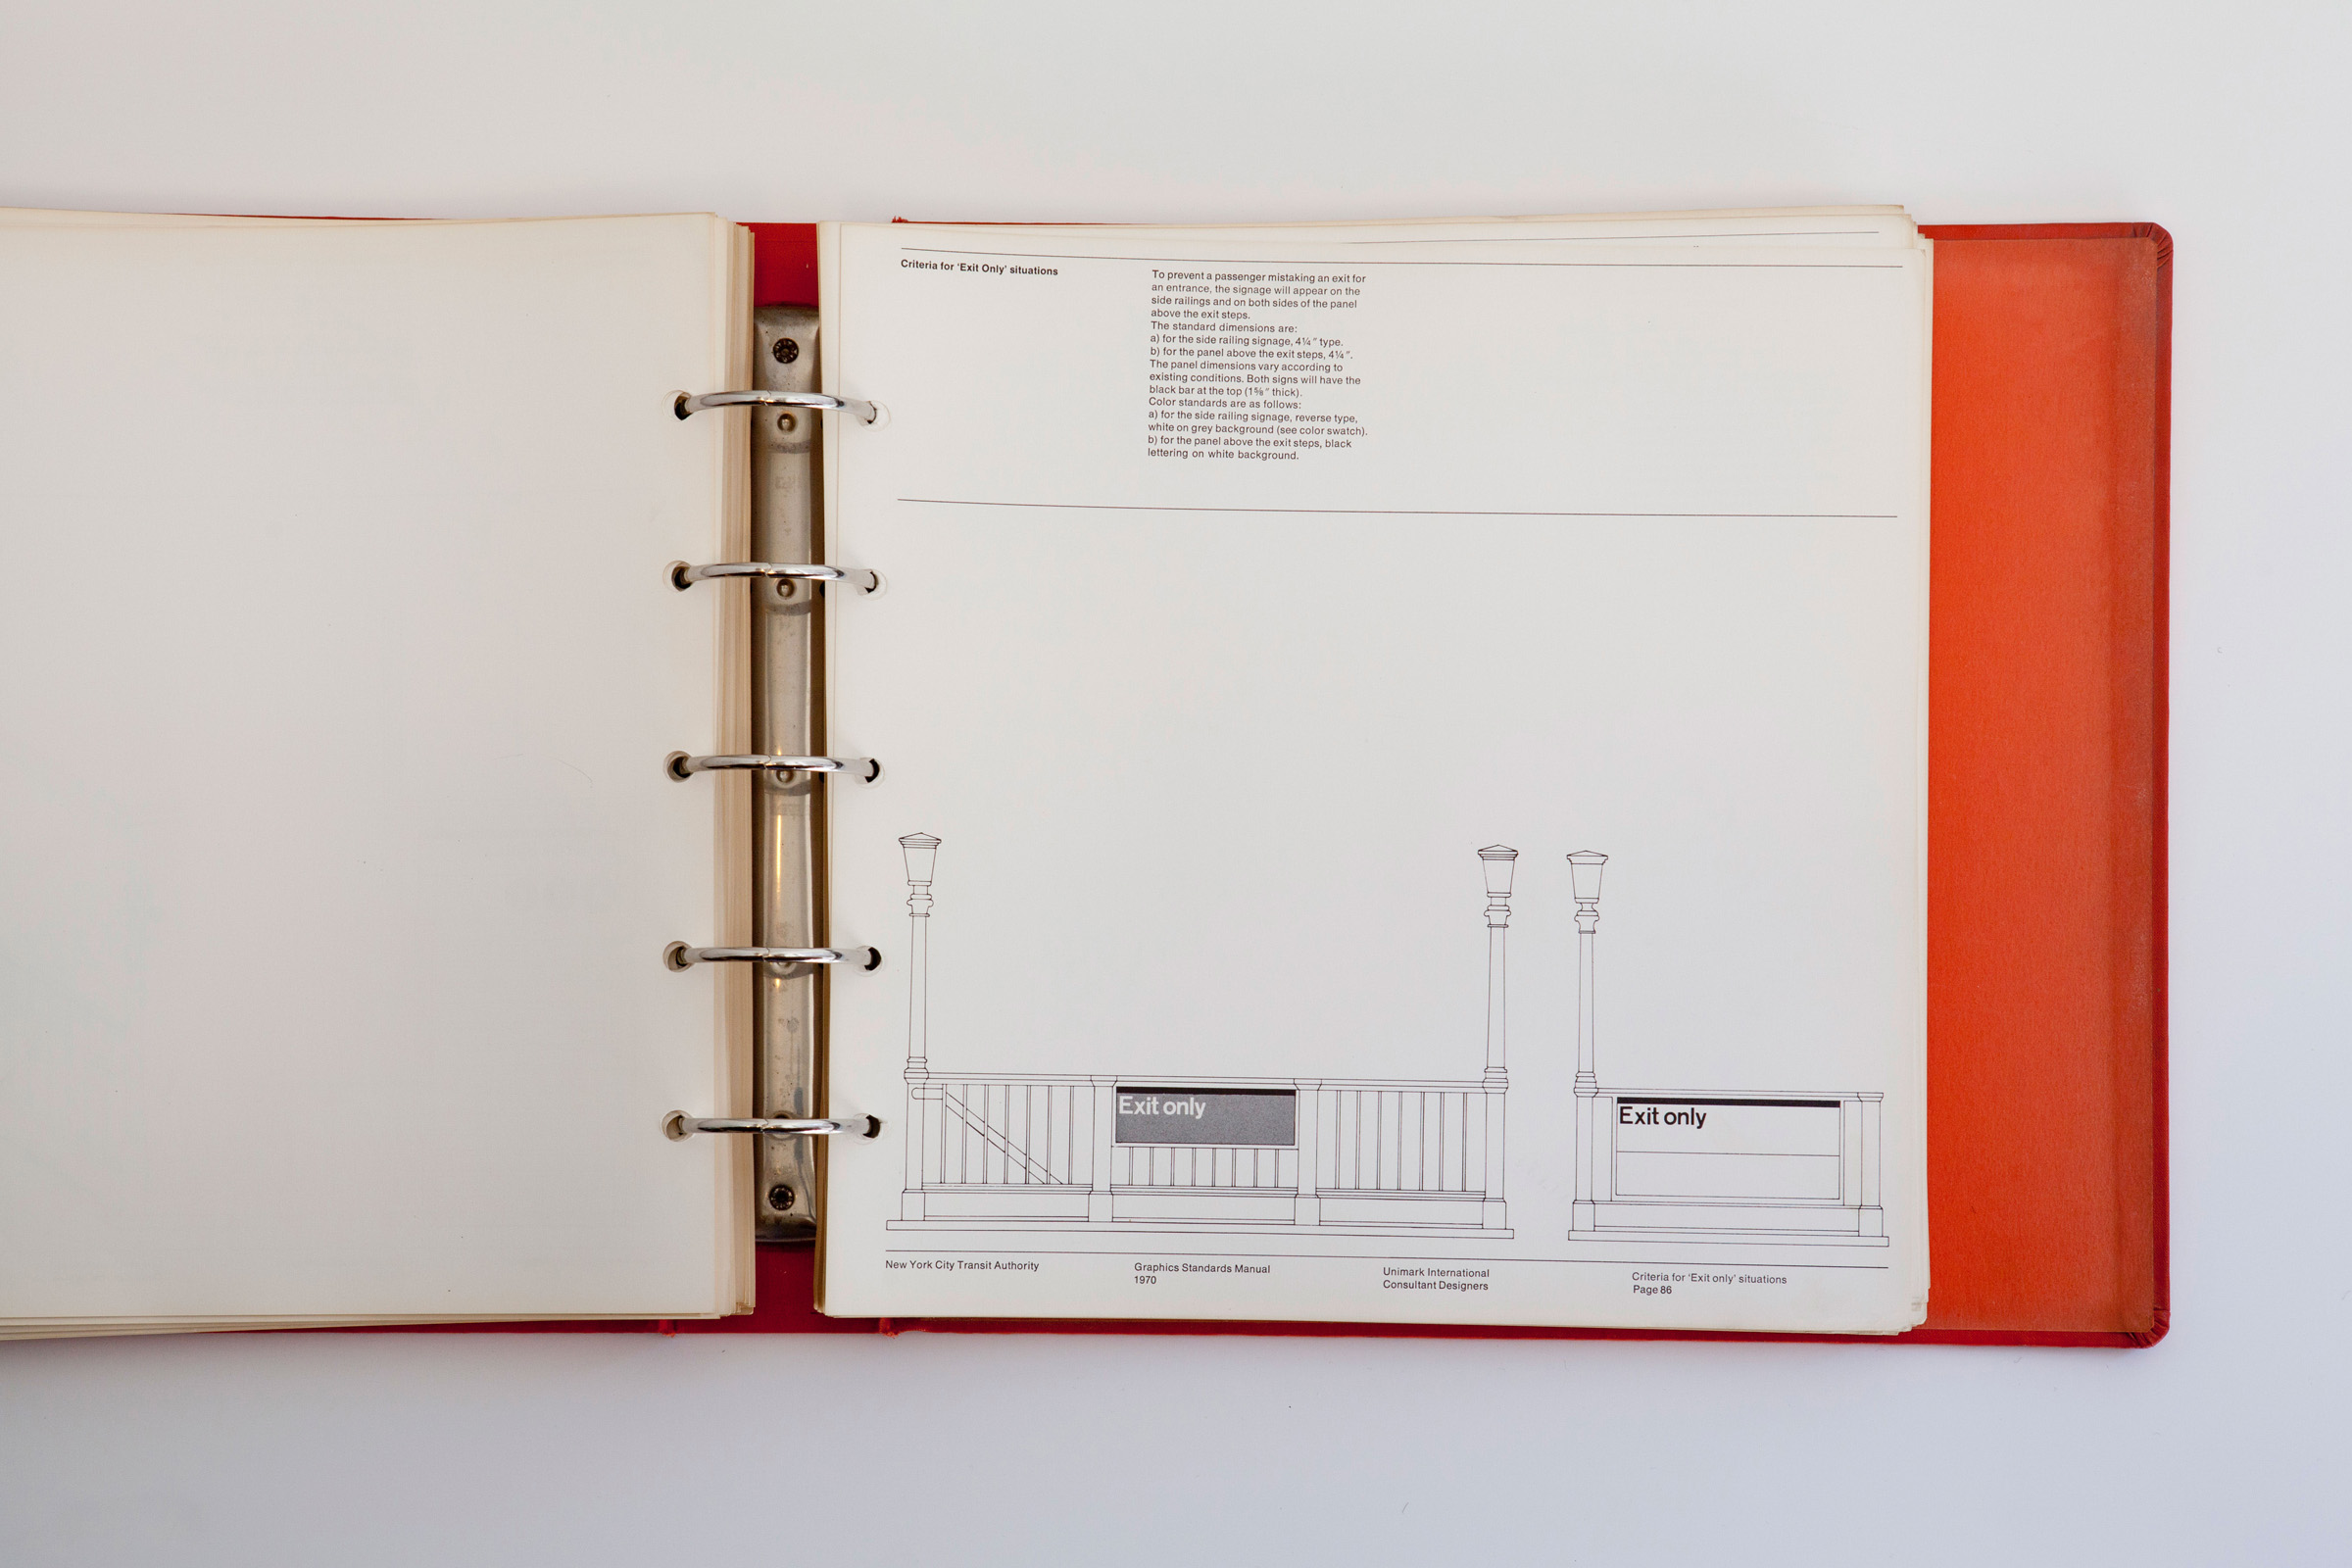 Criteria for ‘Exit Only’ situations
To prevent a passenger mistaking an exit for
an entrance, the signage will appear on the
side railings and on both sides of the panel
above the exit steps.
The standard dimensions are:
a) for the side railing signage, 4¼″ type.
b) for the panel above the exit steps, 4¼″.
The panel dimensions vary according to
existing conditions. Both signs will have the
black bar at the top (1⅝″ thick).
Color standards are as follows:
a) for the side railing signage, reverse type,
white on grey background (see color swatch).
b) for the panel above the exit steps, black
lettering on white background.
Exit only
Exit only
New York City Transit Authority
Graphics Standards Manual
1970
Unimark International
Consultant Designers
Criteria for ‘Exit only’ situations
Page 86